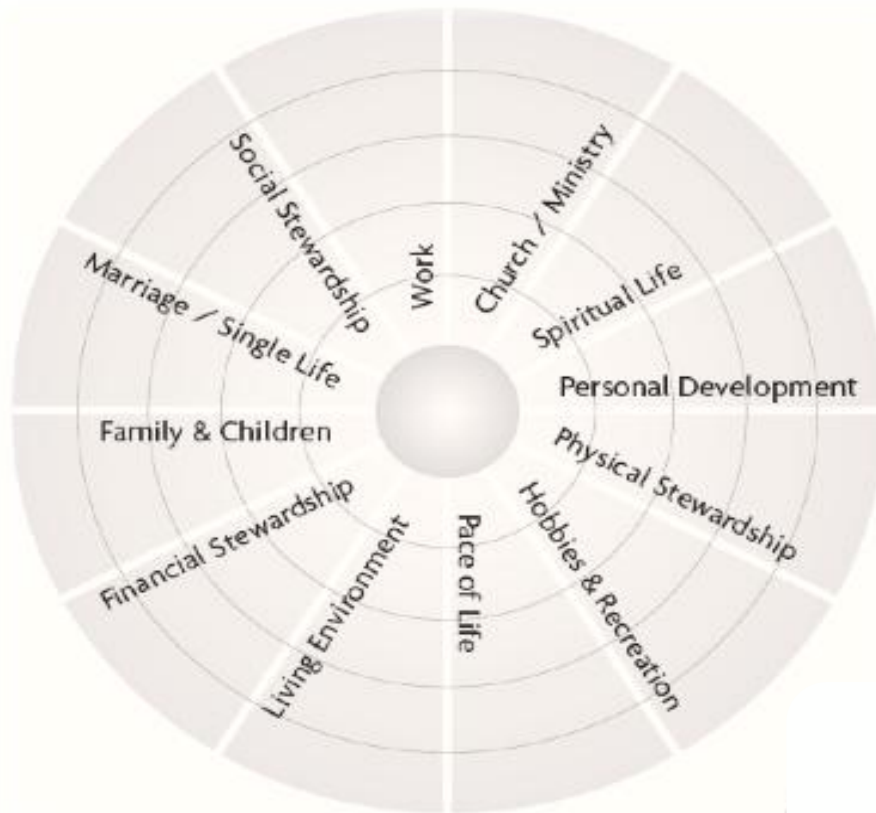 Work
Church / Ministry
Spiritual Life
Personal Development
Physical Stewardship
Hobbies & Recreation
Pace of Life
Living Environment
Financial Stewardship
Family & Children
Marriage / Single Life
Social Stewardship